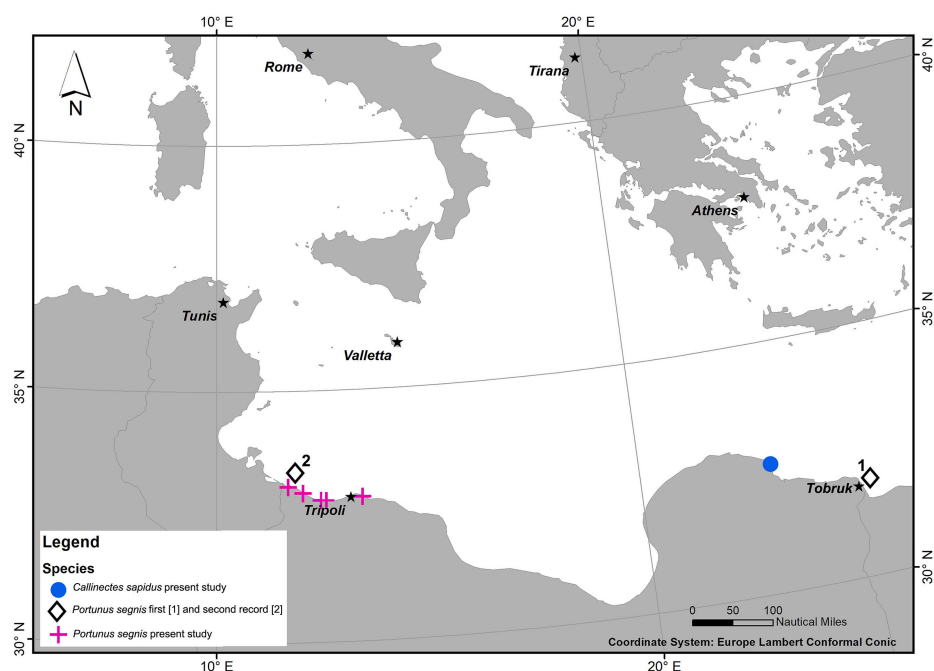 10° E
20° E
40° N
40° N
Rome
Tirana
N
Athens
35° N
Tunis
Valletta
35° N
2
1
Tobruk
Tripoli
Legend
Species
Callinectes sapidus present study
Portunus segnis first [1] and second record [2]
Portunus segnis present study
30° N
30° N
0 50 100
Nautical Miles
Coordinate System: Europe Lambert Conformal Conic
10° E
20° E